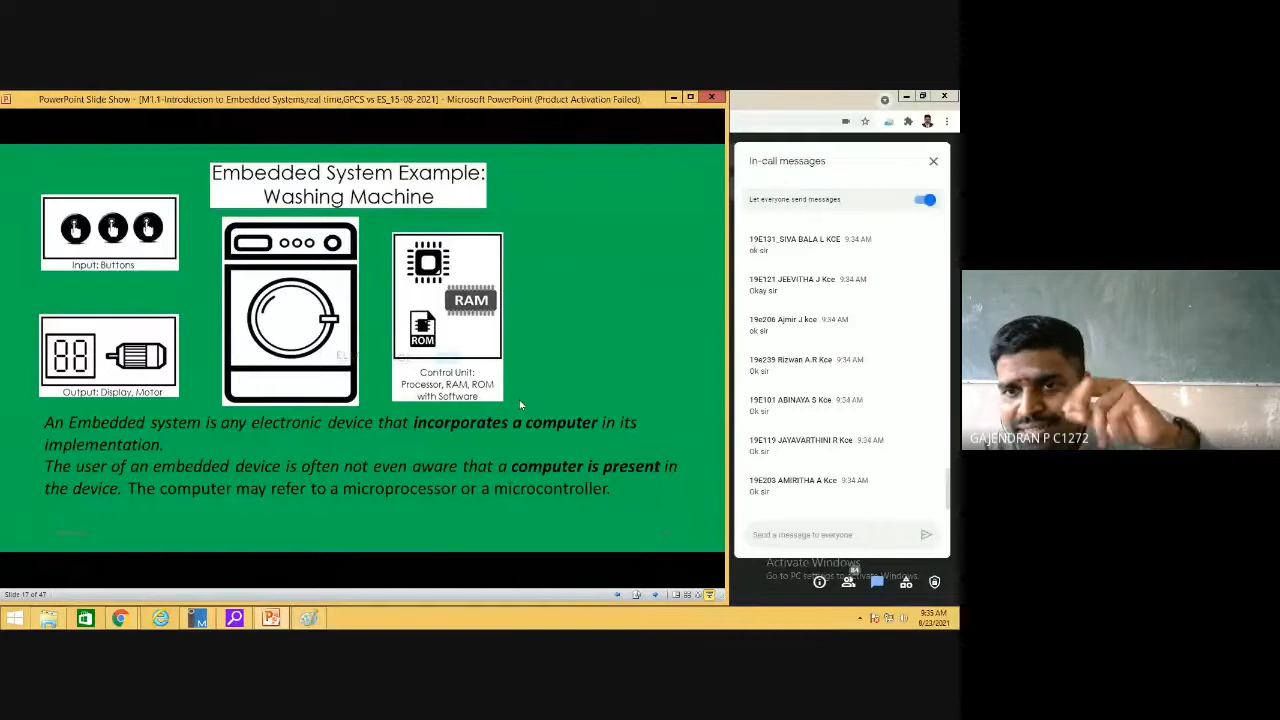 PowerPoint Slide Show - [M1.1-Introduction to Embedded Systems,real time,GPCS vs ES_15-08-2021] - Microsoft PowerPoint (Product Activation Failed)
Embedded System Example:
Washing Machine
Input: Buttons
Output: Display, Motor
RAM
ROM
Control Unit:
Processor, RAM, ROM
with Software
An Embedded system is any electronic device that incorporates a computer in its
implementation.
The user of an embedded device is often not even aware that a computer is present in
the device. The computer may refer to a microprocessor or a microcontroller.
Slide 17 of 47
In-call messages
Let everyone send messages
19E131_SIVA BALA L KCE 9:34 AM
ok sir
19E121 JEEVITHA J Kce 9:34 AM
Okay sir
19e206 Ajmir J kce 9:34 AM
ok sir
19e239 Rizwan A.R Kce 9:34 AM
Ok sir
19E101 ABINAYA S Kce 9:34 AM
Ok sir
19E119 JAYAVARTHINI R Kce 9:34 AM
Ok sir
19E203 AMIRITHA A Kce 9:34 AM
Ok sir
Send a message to everyone
Activate Windows
Go to PC settings to activate Windows.
84
9:35 AM
8/23/2021
GAJENDRAN P C1272